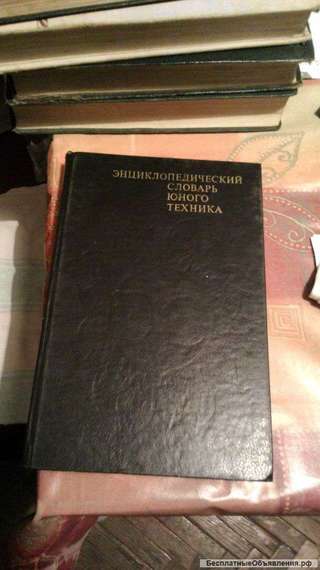 ЭНЦИКЛОПЕДИЧЕСКИЙ
СЛОВАРЬ
ЮНОГО
ТЕХНИКА
БесплатныеОбъявления.рф